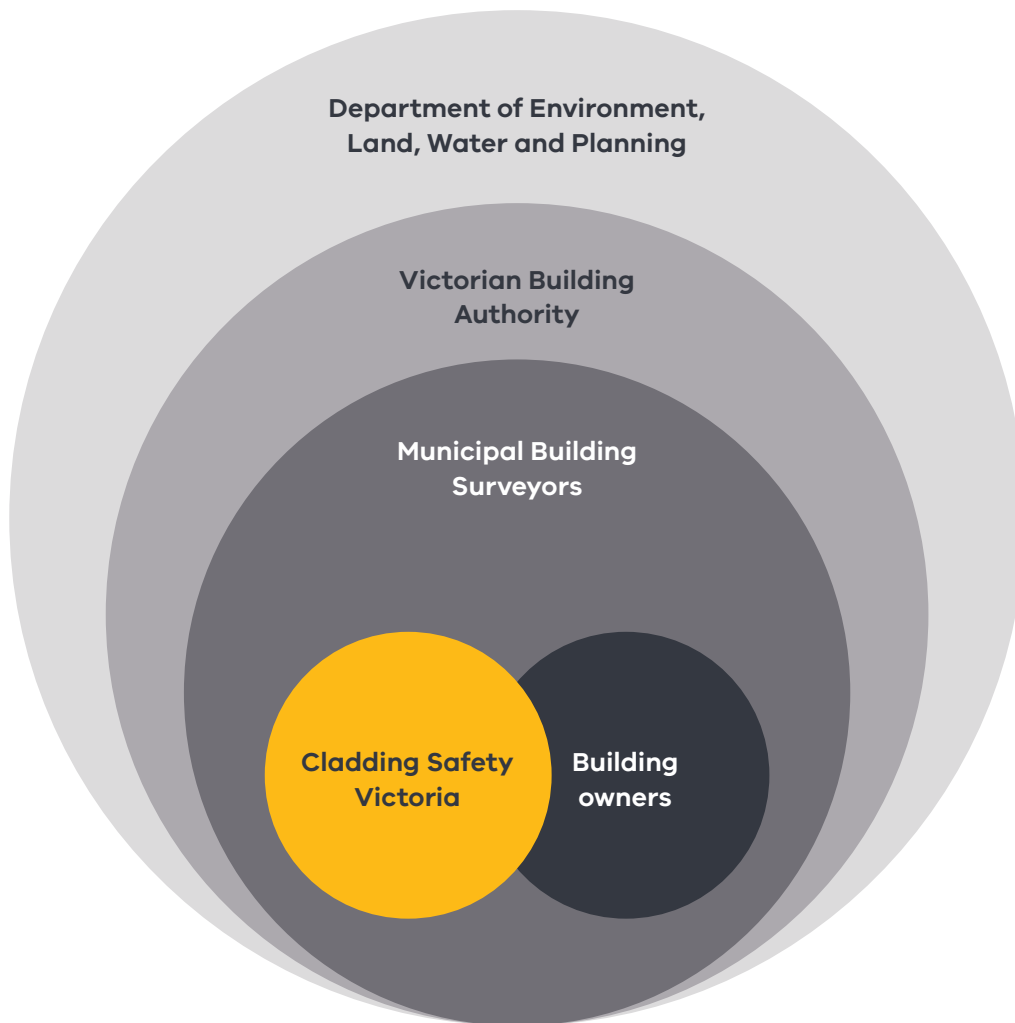 Department of Environment,
Land, Water and Planning
Victorian Building
Authority
Municipal Building
Surveyors
Cladding Safety
Victoria
Building
owners